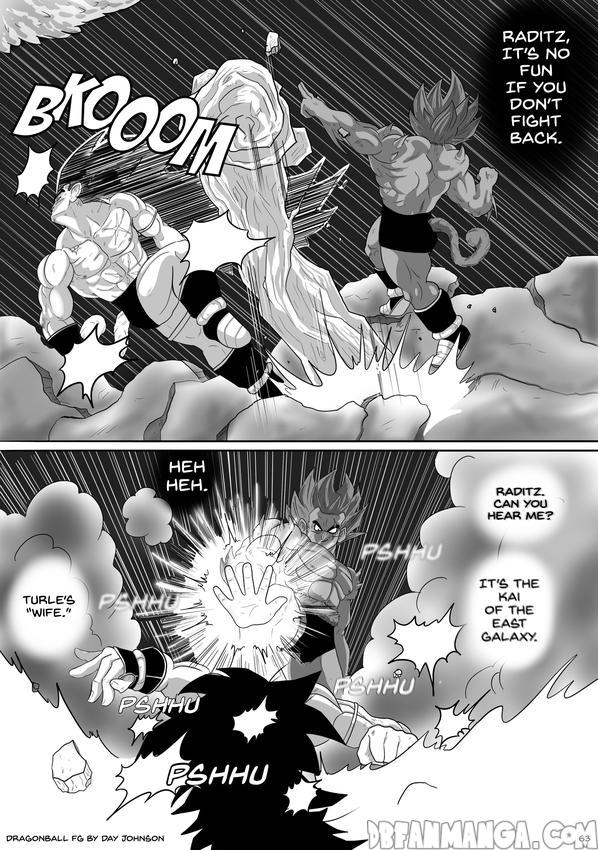 RADITZ,
IT'S NO
FUN
IF YOU
DON'T
FIGHT
BACK.
BKOOOM
HEH
HEH.
RADITZ.
CAN YOU
HEAR ME?
PSHHU
IT'S THE
KAI
OF THE
EAST
GALAXY.
TURLE'S
"WIFE."
PSHHU
PSHHU
PSHHU
PSHHU
DRAGONBALL FG BY DAY JOHNSON
63
DBFANMANGA.COM